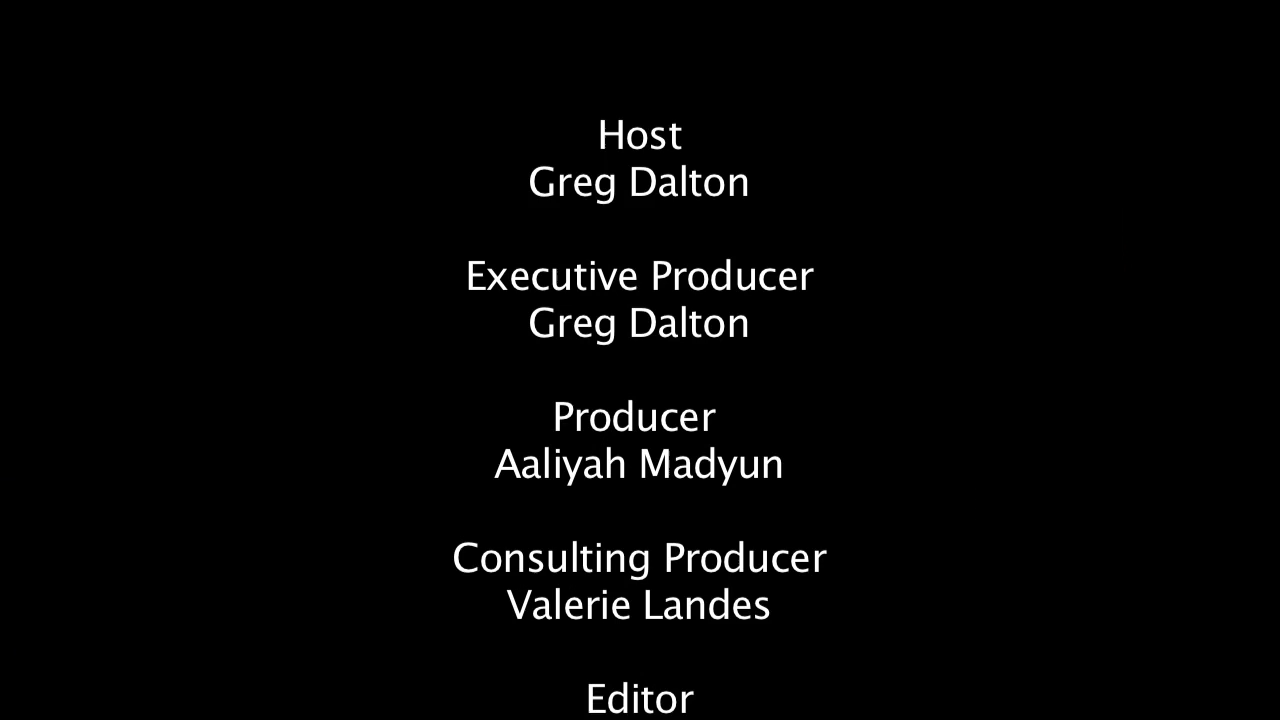 Host
Greg Dalton
Executive Producer
Greg Dalton
Producer
Aaliyah Madyun
Consulting Producer
Valerie Landes
Editor